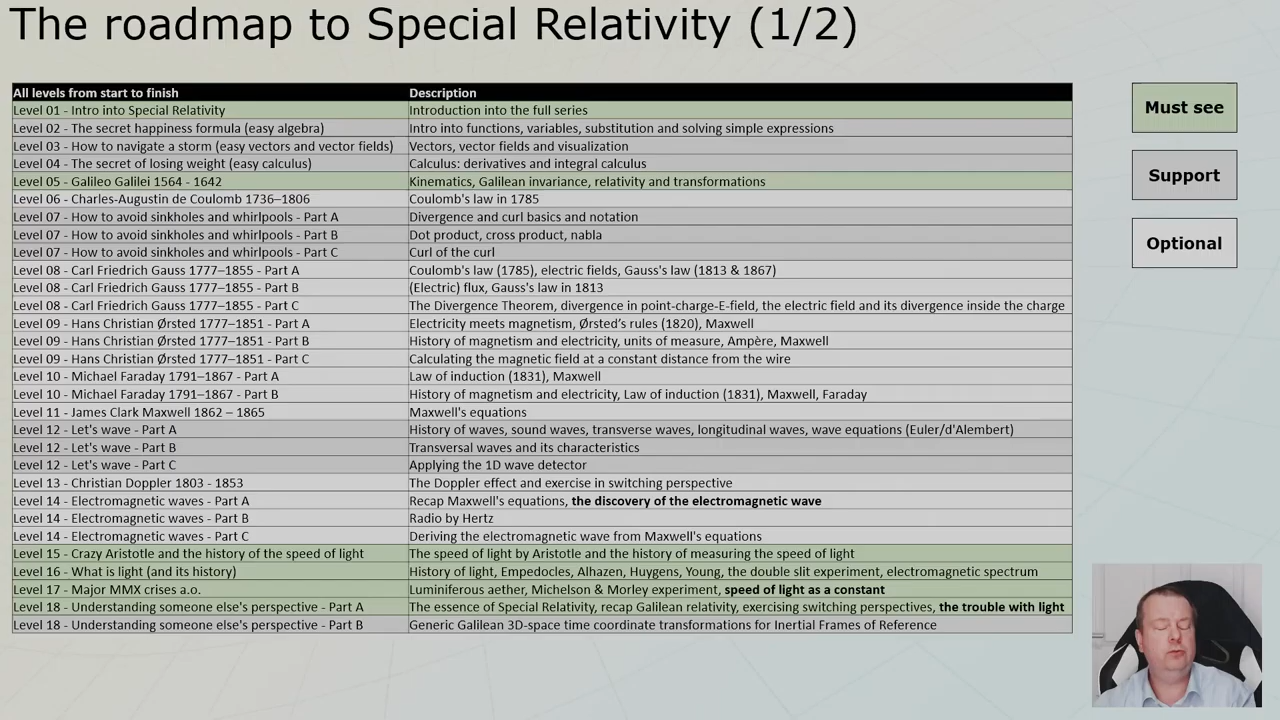 The roadmap to Special Relativity (1/2)
All levels from start to finish Description
Level 01 - Intro into Special Relativity Introduction into the full series
Level 02 - The secret happiness formula (easy algebra) Intro into functions, variables, substitution and solving simple expressions
Level 03 - How to navigate a storm (easy vectors and vector fields) Vectors, vector fields and visualization
Level 04 - The secret of losing weight (easy calculus) Calculus: derivatives and integral calculus
Level 05 - Galileo Galilei 1564 - 1642 Kinematics, Galilean invariance, relativity and transformations
Level 06 - Charles-Augustin de Coulomb 1736–1806 Coulomb's law in 1785
Level 07 - How to avoid sinkholes and whirlpools - Part A Divergence and curl basics and notation
Level 07 - How to avoid sinkholes and whirlpools - Part B Dot product, cross product, nabla
Level 07 - How to avoid sinkholes and whirlpools - Part C Curl of the curl
Level 08 - Carl Friedrich Gauss 1777–1855 - Part A Coulomb's law (1785), electric fields, Gauss's law (1813 & 1867)
Level 08 - Carl Friedrich Gauss 1777–1855 - Part B (Electric) flux, Gauss's law in 1813
Level 08 - Carl Friedrich Gauss 1777–1855 - Part C The Divergence Theorem, divergence in point-charge-E-field, the electric field and its divergence inside the charge
Level 09 - Hans Christian Ørsted 1777–1851 - Part A Electricity meets magnetism, Ørsted’s rules (1820), Maxwell
Level 09 - Hans Christian Ørsted 1777–1851 - Part B History of magnetism and electricity, units of measure, Ampère, Maxwell
Level 09 - Hans Christian Ørsted 1777–1851 - Part C Calculating the magnetic field at a constant distance from the wire
Level 10 - Michael Faraday 1791–1867 - Part A Law of induction (1831), Maxwell
Level 10 - Michael Faraday 1791–1867 - Part B History of magnetism and electricity, Law of induction (1831), Maxwell, Faraday
Level 11 - James Clark Maxwell 1862 – 1865 Maxwell's equations
Level 12 - Let's wave - Part A History of waves, sound waves, transverse waves, longitudinal waves, wave equations (Euler/d'Alembert)
Level 12 - Let's wave - Part B Transversal waves and its characteristics
Level 12 - Let's wave - Part C Applying the 1D wave detector
Level 13 - Christian Doppler 1803 - 1853 The Doppler effect and exercise in switching perspective
Level 14 - Electromagnetic waves - Part A Recap Maxwell's equations, the discovery of the electromagnetic wave
Level 14 - Electromagnetic waves - Part B Radio by Hertz
Level 14 - Electromagnetic waves - Part C Deriving the electromagnetic wave from Maxwell's equations
Level 15 - Crazy Aristotle and the history of the speed of light The speed of light by Aristotle and the history of measuring the speed of light
Level 16 - What is light (and its history) History of light, Empedocles, Alhazen, Huygens, Young, the double slit experiment, electromagnetic spectrum
Level 17 - Major MMX crises a.o. Luminiferous aether, Michelson & Morley experiment, speed of light as a constant
Level 18 - Understanding someone else's perspective - Part A The essence of Special Relativity, recap Galilean relativity, exercising switching perspectives, the trouble with light
Level 18 - Understanding someone else's perspective - Part B Generic Galilean 3D-space time coordinate transformations for Inertial Frames of Reference
Must see
Support
Optional